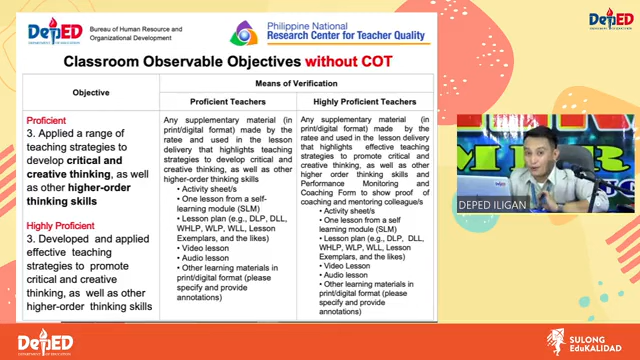 DepED
DEPARTMENT OF EDUCATION
Bureau of Human Resource and
Organizational Development
Philippine National
Research Center for Teacher Quality
DepED
DEPARTMENT OF EDUCATION
Classroom Observable Objectives without COT
Objective
Means of Verification
Proficient Teachers
Highly Proficient Teachers
Proficient
3. Applied a range of
teaching strategies to
develop critical and
creative thinking, as well
as other higher-order
thinking skills
Highly Proficient
3. Developed and applied
effective teaching
strategies to promote
critical and creative
thinking, as well as other
higher-order thinking skills
Any supplementary material (in
print/digital format) made by the
ratee and used in the lesson
delivery that highlights teaching
strategies to develop critical and
creative thinking, as well as other
higher-order thinking skills
• Activity sheet/s
• One lesson from a self-
learning module (SLM)
• Lesson plan (e.g., DLP, DLL,
WHLP, WLP, WLL, Lesson
Exemplars, and the likes)
• Video lesson
• Audio lesson
• Other learning materials in
print/digital format (please
specify and provide
annotations)
Any supplementary material (in
print/digital format) made by the
ratee and used in the lesson delivery
that highlights effective teaching
strategies to promote critical and
creative thinking, as well as other
higher order thinking skills and
Performance Monitoring and
Coaching Form to show proof of
coaching and mentoring colleague/s
• Activity sheet/s
• One lesson from a self
learning module (SLM)
• Lesson plan (e.g., DLP, DLL,
WHLP, WLP, WLL, Lesson
Exemplars, and the likes)
• Video Lesson
• Audio lesson
• Other learning materials in
print/digital format (please
specify and provide
annotations)
DEPED ILIGAN
DepED
DEPARTMENT OF EDUCATION
SULONG
EduKALIDAD